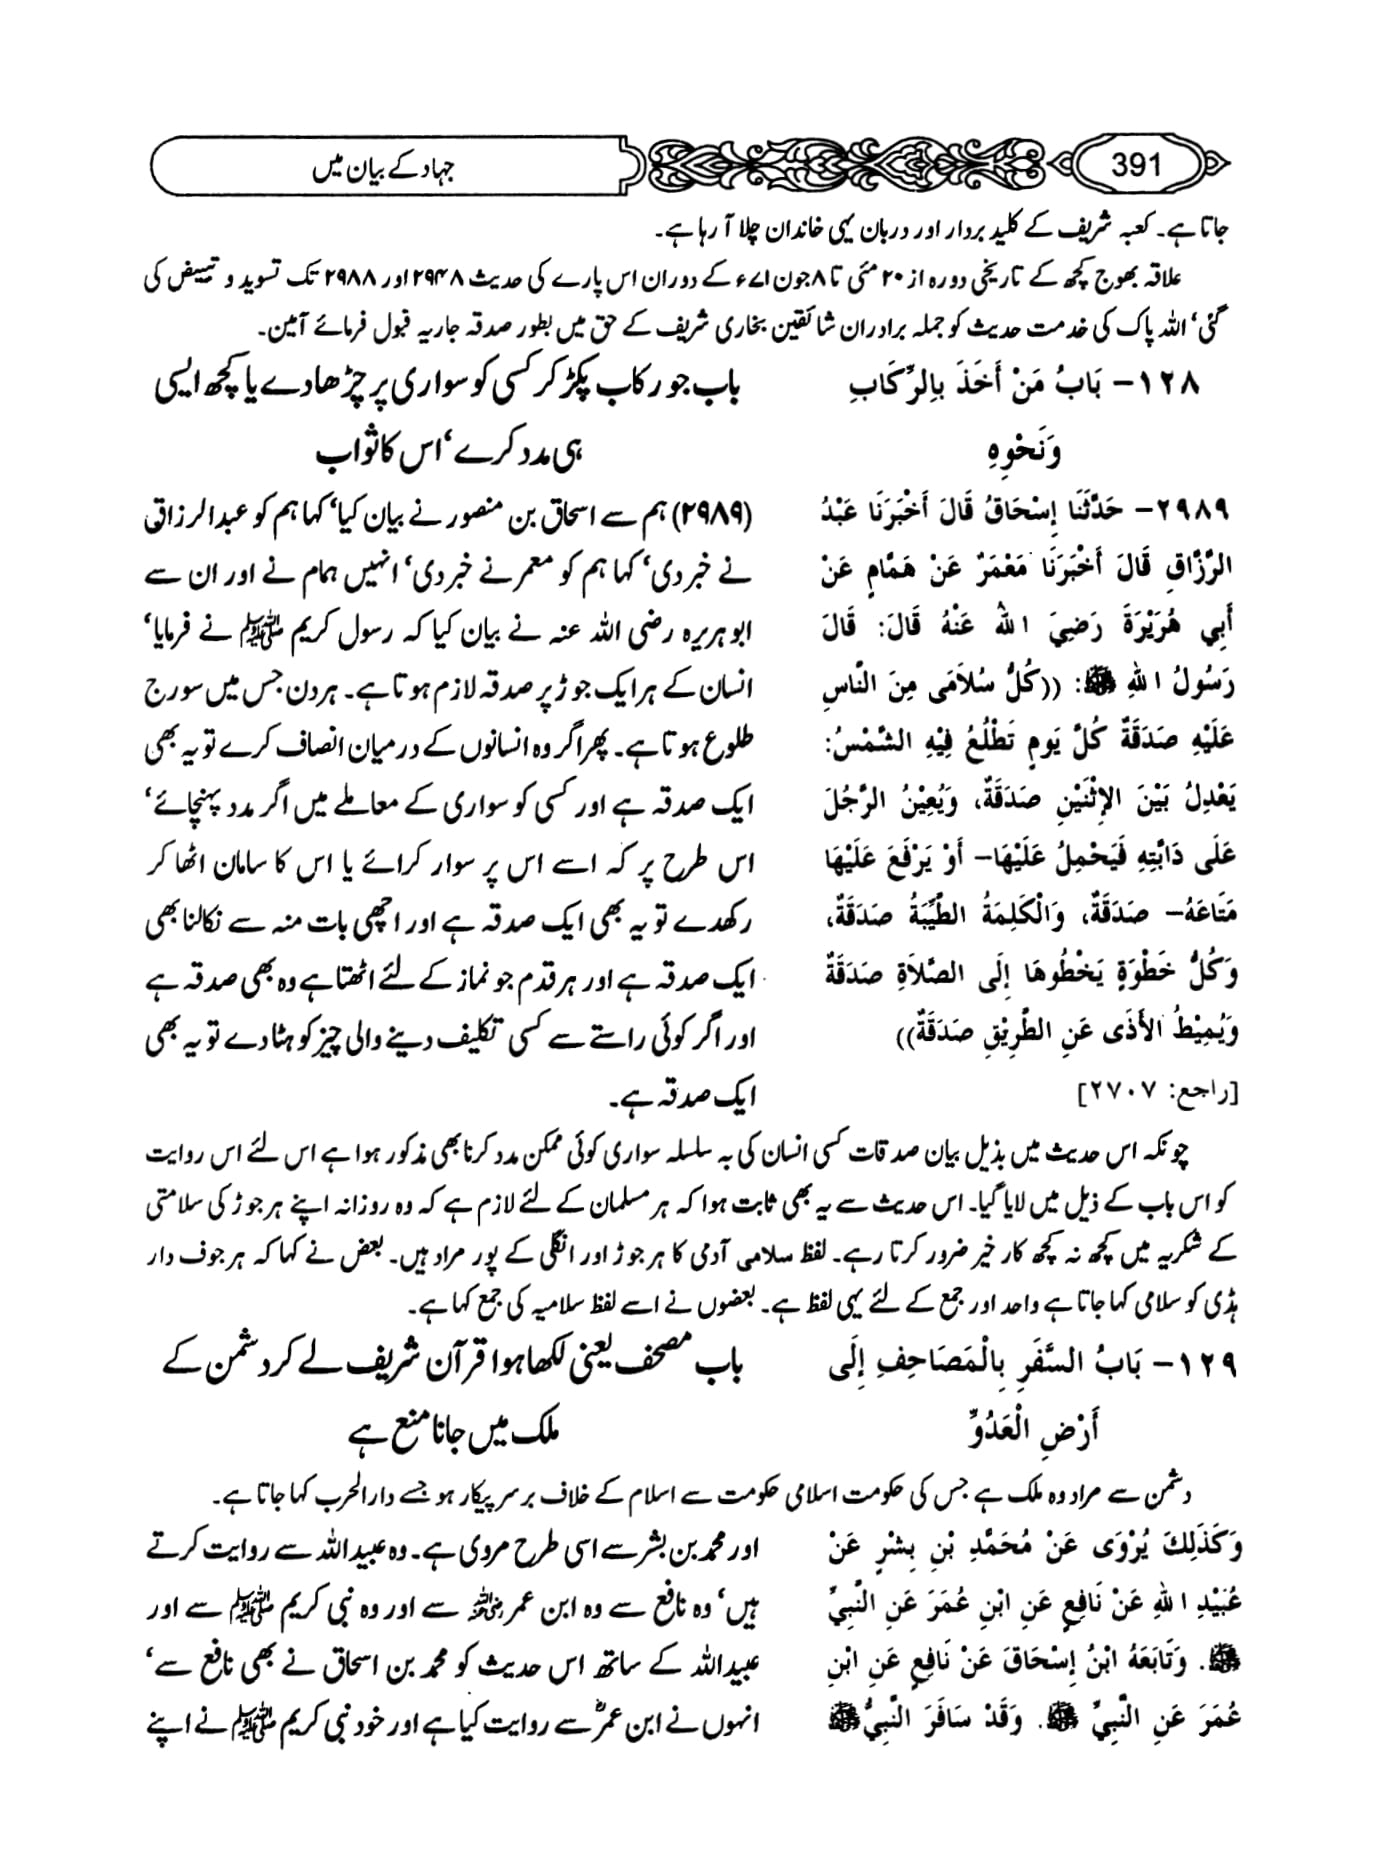 391
جہاد کے بیان میں
جاتا ہے۔ کعبہ شریف کے کلید بردار اور دربان یہی خاندان چلا آ رہا ہے۔
علاقہ بھوج کچھ کے تاریخی دورہ از ۲۰ مئی تا ۸ جون ۷۱ء کے دوران اس پارے کی حدیث ۲۹۴۸ اور ۲۹۸۸ تک تسوید و تبییض کی
گئی‘ اللہ پاک کی خدمت حدیث کو جملہ برادران شائقین بخاری شریف کے حق میں بطور صدقہ جاریہ قبول فرمائے آمین۔
۱۲۸- بَابُ مَنْ أَخَذَ بِالرِّكَابِ
وَنَحْوِهِ
باب جو رکاب پکڑ کر کسی کو سواری پر چڑھادے یا کچھ ایسی
ہی مدد کرے‘ اس کا ثواب
۲۹۸۹- حَدَّثَنَا إِسْحَاقُ قَالَ أَخْبَرَنَا عَبْدُ
الرَّزَّاقِ قَالَ أَخْبَرَنَا مَعْمَرٌ عَنْ هَمَّامٍ عَنْ
أَبِي هُرَيْرَةَ رَضِيَ اللهُ عَنْهُ قَالَ: قَالَ
رَسُولُ اللهِ ﷺ: ((كُلُّ سُلاَمَى مِنَ النَّاسِ
عَلَيْهِ صَدَقَةٌ كُلَّ يَومٍ تَطْلُعُ فِيْهِ الشَّمْسُ:
يَعْدِلُ بَيْنَ الإِثْنَيْنِ صَدَقَةٌ، وَيُعِيْنُ الرَّجُلَ
عَلَى دَابَّتِهِ فَيَحْمِلُ عَلَيْهَا- أَوْ يَرْفَعَ عَلَيْهَا
مَتَاعَهُ- صَدَقَةٌ، وَالْكَلِمَةُ الطَّيِّبَةُ صَدَقَةٌ،
وَكُلُّ خَطْوَةٍ يَخْطُوهَا إِلَى الصَّلاَةِ صَدَقَةٌ
وَيُمِيْطُ الأَذَى عَنِ الطَّرِيْقِ صَدَقَةٌ))
[راجع: ۲۷۰۷]
(۲۹۸۹) ہم سے اسحاق بن منصور نے بیان کیا‘ کہا ہم کو عبدالرزاق
نے خبر دی‘ کہا ہم کو معمر نے خبر دی‘ انہیں ہمام نے اور ان سے
ابو ہریرہ رضی اللہ عنہ نے بیان کیا کہ رسول کریم ﷺ نے فرمایا‘
انسان کے ہر ایک جوڑ پر صدقہ لازم ہوتا ہے۔ ہر دن جس میں سورج
طلوع ہوتا ہے۔ پھر اگر وہ انسانوں کے درمیان انصاف کرے تو یہ بھی
ایک صدقہ ہے اور کسی کو سواری کے معاملے میں اگر مدد پہنچائے‘
اس طرح پر کہ اسے اس پر سوار کرائے یا اس کا سامان اٹھا کر
رکھ دے تو یہ بھی ایک صدقہ ہے اور اچھی بات منہ سے نکالنا بھی
ایک صدقہ ہے اور ہر قدم جو نماز کے لئے اٹھتا ہے وہ بھی صدقہ ہے
اور اگر کوئی راستے سے کسی تکلیف دینے والی چیز کو ہٹا دے تو یہ بھی
ایک صدقہ ہے۔
چونکہ اس حدیث میں بذیل بیان صدقات کسی انسان کی بہ سلسلہ سواری کوئی ممکن مدد کرنا بھی مذکور ہوا ہے اس لئے اس روایت
کو اس باب کے ذیل میں لایا گیا۔ اس حدیث سے یہ بھی ثابت ہوا کہ ہر مسلمان کے لئے لازم ہے کہ وہ روزانہ اپنے ہر جوڑ کی سلامتی
کے شکریہ میں کچھ نہ کچھ کار خیر ضرور کرتا رہے۔ لفظ سلامی آدمی کا ہر جوڑ اور انگلی کے پور مراد ہیں۔ بعض نے کہا کہ ہر جوف دار
ہڈی کو سلامی کہا جاتا ہے واحد اور جمع کے لئے یہی لفظ ہے۔ بعضوں نے اسے لفظ سلامیہ کی جمع کہا ہے۔
۱۲۹- بَابُ السَّفَرِ بِالْمَصَاحِفِ إِلَى
أَرْضِ الْعَدُوِّ
باب مصحف یعنی لکھا ہوا قرآن شریف لے کر دشمن کے
ملک میں جانا منع ہے
دشمن سے مراد وہ ملک ہے جس کی حکومت اسلامی حکومت سے اسلام کے خلاف برسرپیکار ہو جسے دارالحرب کہا جاتا ہے۔
وَكَذَلِكَ يُرْوَى عَنْ مُحَمَّدِ بْنِ بِشْرٍ عَنْ
عُبَيْدِ اللهِ عَنْ نَافِعٍ عَنِ ابْنِ عُمَرَ عَنِ النَّبِيِّ
ﷺ. وَتَابَعَهُ ابْنُ إِسْحَاقَ عَنْ نَافِعٍ عَنِ ابْنِ
عُمَرَ عَنِ النَّبِيِّ ﷺ. وَقَدْ سَافَرَ النَّبِيُّ ﷺ
اور محمد بن بشر سے اسی طرح مروی ہے۔ وہ عبیداللہ سے روایت کرتے
ہیں‘ وہ نافع سے وہ ابن عمر رضی اللہ عنہما سے اور وہ نبی کریم ﷺ سے اور
عبیداللہ کے ساتھ اس حدیث کو محمد بن اسحاق نے بھی نافع سے‘
انہوں نے ابن عمرؓ سے روایت کیا ہے اور خود نبی کریم ﷺ نے اپنے